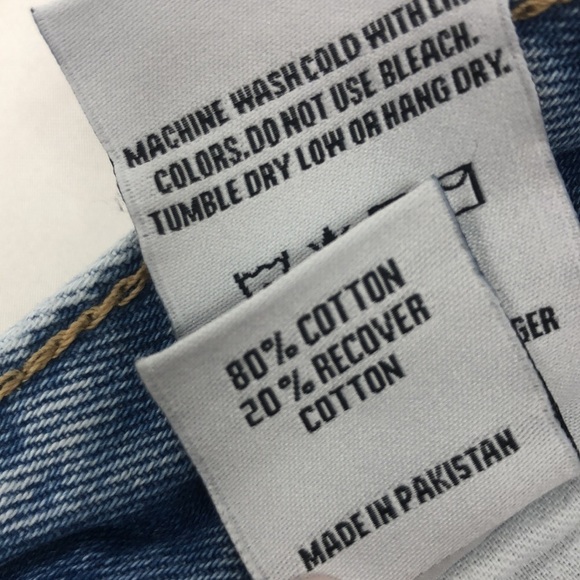 MACHINE WASH COLD WITH
COLORS. DO NOT USE BLEACH.
TUMBLE DRY LOW OR HANG DRY.
80% COTTON
20% RECOVER
COTTON
MADE IN PAKISTAN